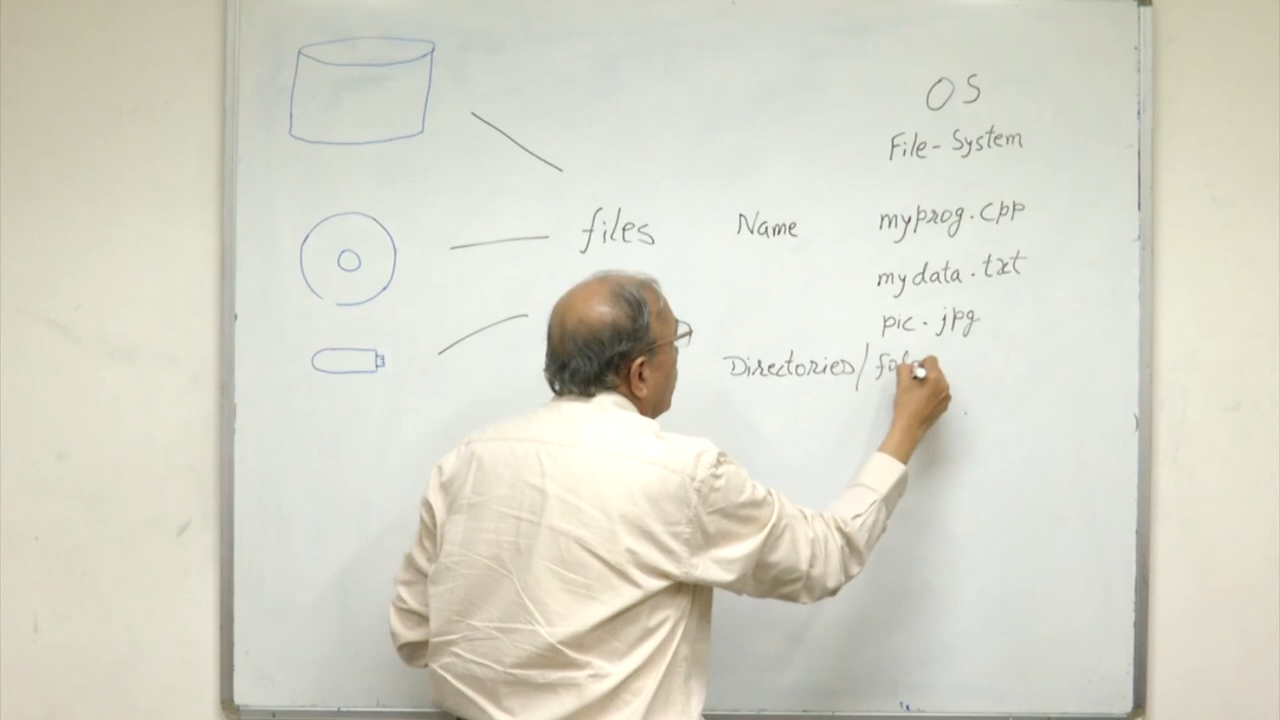 OS
File-System
files Name myprog.cpp
mydata.txt
pic.jpg
Directories/